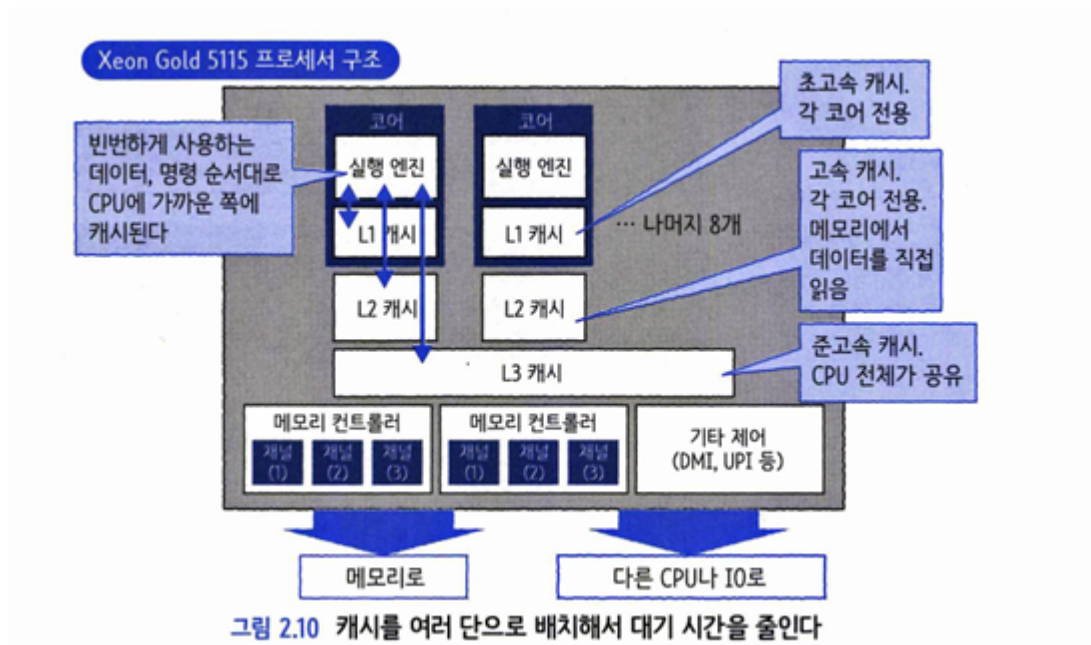 Xeon Gold 5115 프로세서 구조
빈번하게 사용하는
데이터, 명령 순서대로
CPU에 가까운 쪽에
캐시된다
코어
실행 엔진
L1 캐시
L2 캐시
코어
실행 엔진
L1 캐시
L2 캐시
… 나머지 8개
초고속 캐시.
각 코어 전용
고속 캐시.
각 코어 전용.
메모리에서
데이터를 직접
읽음
준고속 캐시.
CPU 전체가 공유
L3 캐시
메모리 컨트롤러
채널
(1)
채널
(2)
채널
(3)
메모리 컨트롤러
채널
(1)
채널
(2)
채널
(3)
기타 제어
(DMI, UPI 등)
메모리로
다른 CPU나 IO로
그림 2.10 캐시를 여러 단으로 배치해서 대기 시간을 줄인다